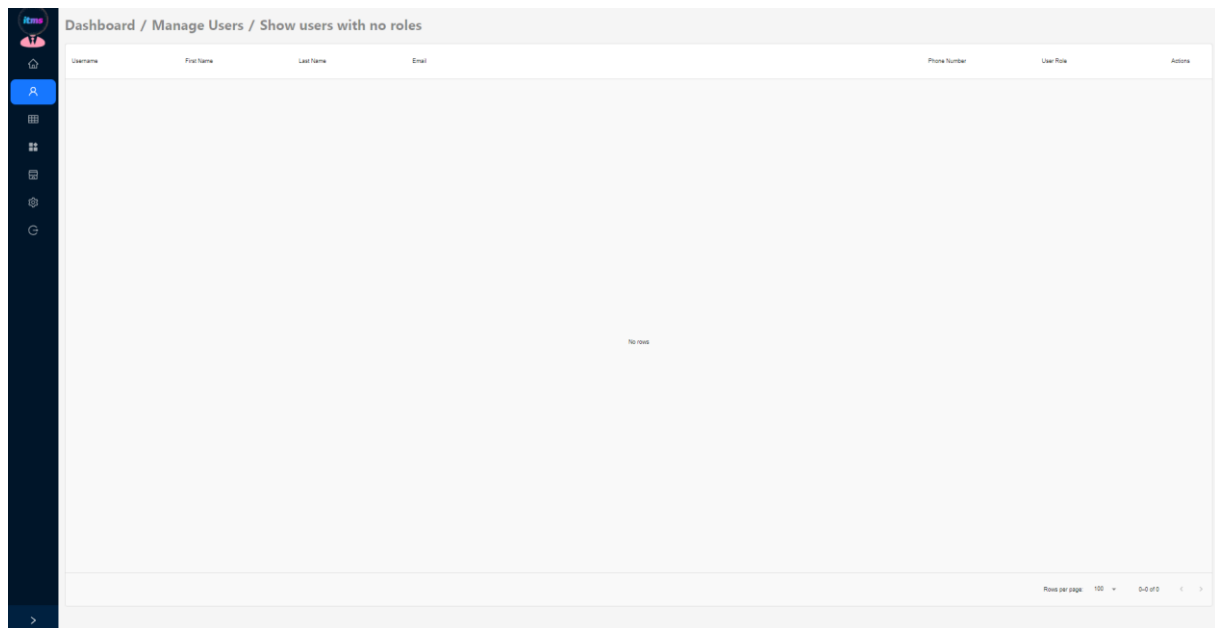 itms
Dashboard / Manage Users / Show users with no roles
Username First Name Last Name Email Phone Number User Role Actions
No rows
Rows per page: 100 0–0 of 0